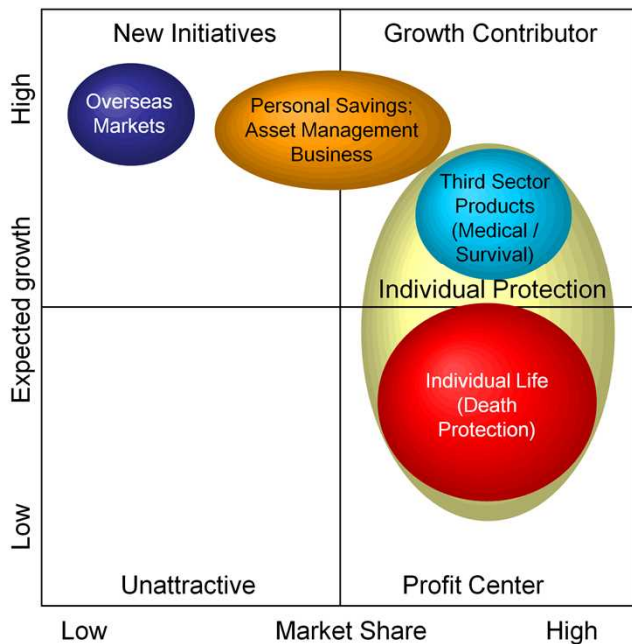 New Initiatives
Growth Contributor
High
Overseas
Markets
Personal Savings;
Asset Management
Business
Third Sector
Products
(Medical /
Survival)
Individual Protection
Expected growth
Individual Life
(Death
Protection)
Low
Unattractive
Profit Center
Low
Market Share
High